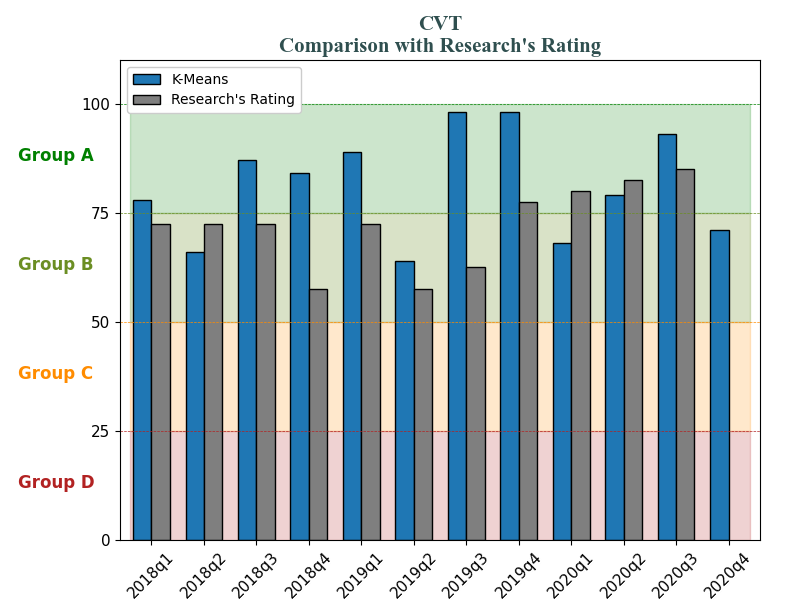 CVT
Comparison with Research's Rating
K-Means
Research's Rating
100
Group A
75
Group B
50
Group C
25
Group D
0
2018q1
2018q2
2018q3
2018q4
2019q1
2019q2
2019q3
2019q4
2020q1
2020q2
2020q3
2020q4